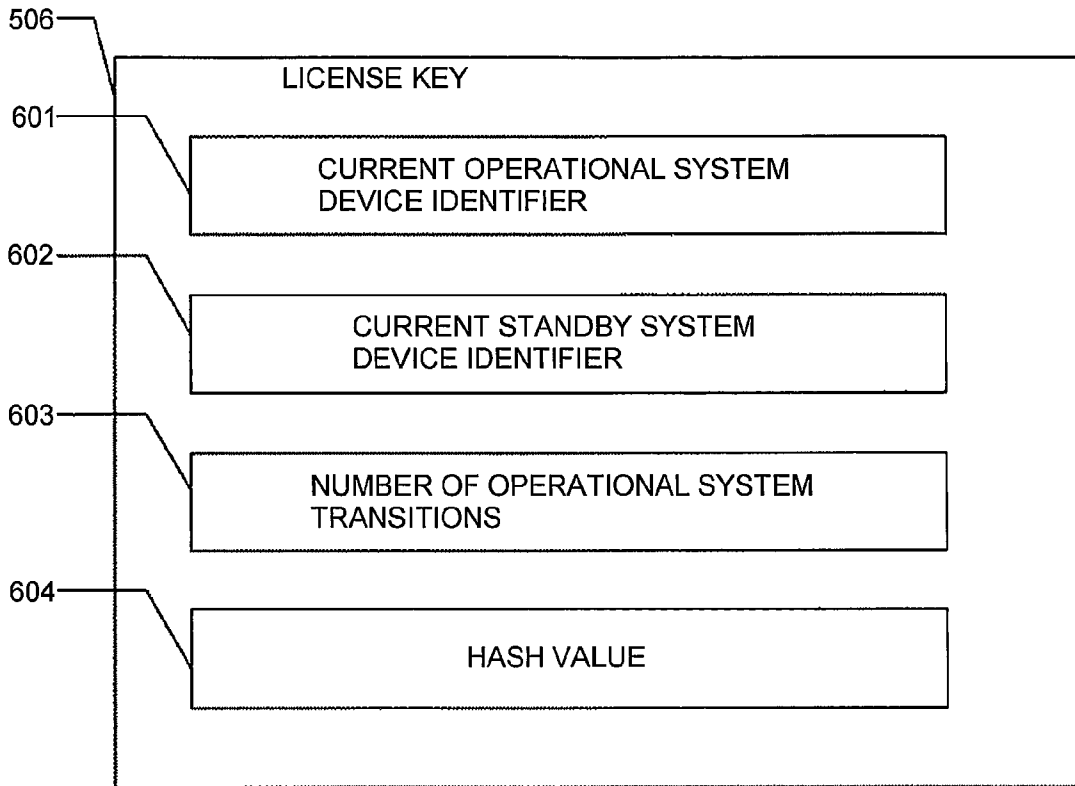 506
LICENSE KEY
601
CURRENT OPERATIONAL SYSTEM
DEVICE IDENTIFIER
602
CURRENT STANDBY SYSTEM
DEVICE IDENTIFIER
603
NUMBER OF OPERATIONAL SYSTEM
TRANSITIONS
604
HASH VALUE